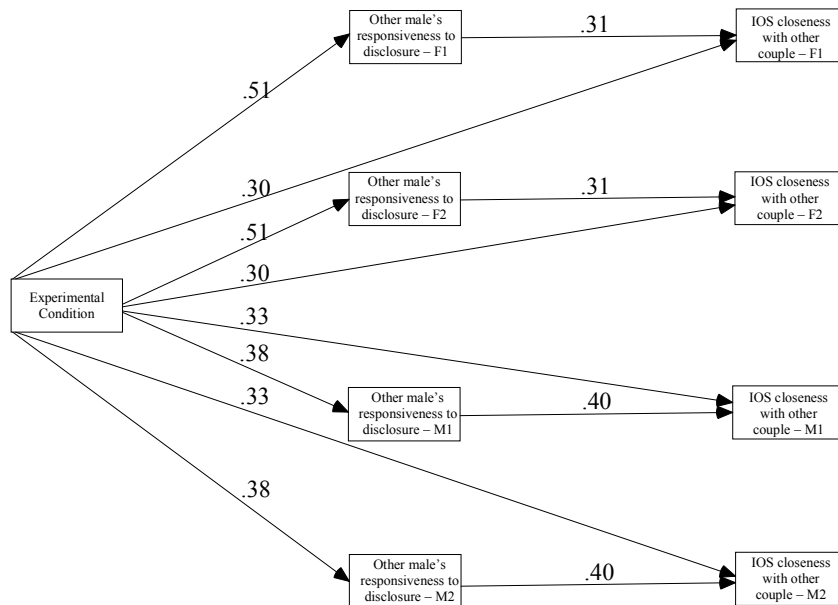 Other male's
responsiveness to
disclosure – F1
.31
IOS closeness
with other
couple – F1
.51
.30
Other male's
responsiveness to
disclosure – F2
.31
IOS closeness
with other
couple – F2
.51
.30
Experimental
Condition
.33
.38
.33
Other male's
responsiveness to
disclosure – M1
.40
IOS closeness
with other
couple – M1
.38
Other male's
responsiveness to
disclosure – M2
.40
IOS closeness
with other
couple – M2